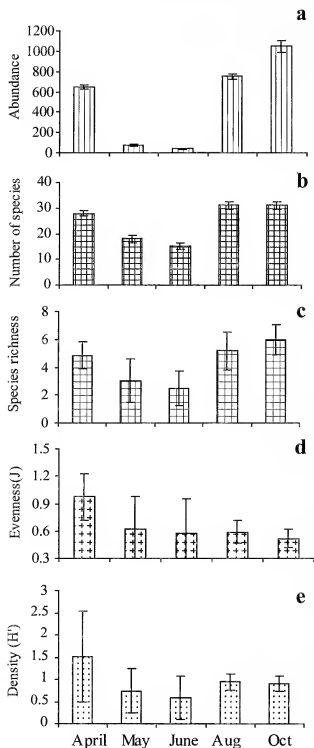 a
1200
1000
800
600
400
200
0
Abundance
b
40
30
20
10
0
Number of species
c
8
6
4
2
0
Species richness
d
1.5
1.2
0.9
0.6
0.3
Evenness(J)
e
3
2.5
2
1.5
1
0.5
0
Density (H')
April May June Aug Oct